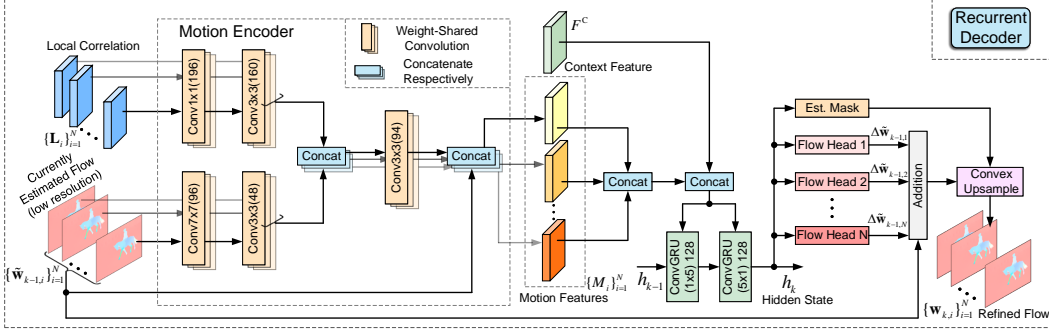 Local Correlation
{L_i}_{i=1}^N
Currently
Estimated Flow
(low resolution)
{w̃_{k-1,i}}_{i=1}^N
Motion Encoder
Conv1x1(196)
Conv3x3(160)
Conv7x7(96)
Conv3x3(48)
Weight-Shared
Convolution
Concatenate
Respectively
Concat
Conv3x3(94)
Concat
F^C
Context Feature
{M_i}_{i=1}^N
Motion Features
Concat
Concat
h_{k-1}
ConvGRU
(1x5) 128
ConvGRU
(5x1) 128
h_k
Hidden State
Est. Mask
Flow Head 1
Flow Head 2
Flow Head N
Δw̃_{k-1,1}
Δw̃_{k-1,2}
Δw̃_{k-1,N}
Addition
Convex
Upsample
{w_{k,i}}_{i=1}^N
Refined Flow
Recurrent
Decoder